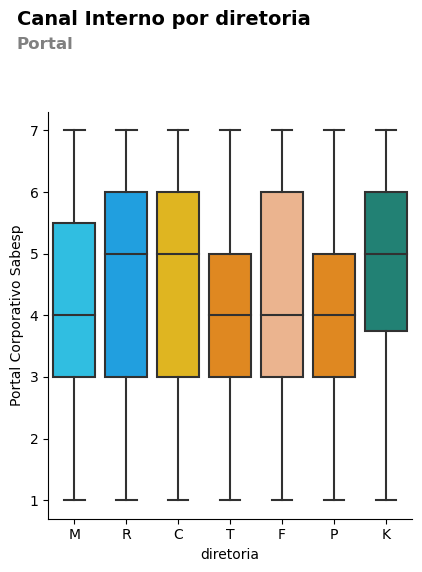 Canal Interno por diretoria
Portal
Portal Corporativo Sabesp
7
6
5
4
3
2
1
M R C T F P K
diretoria